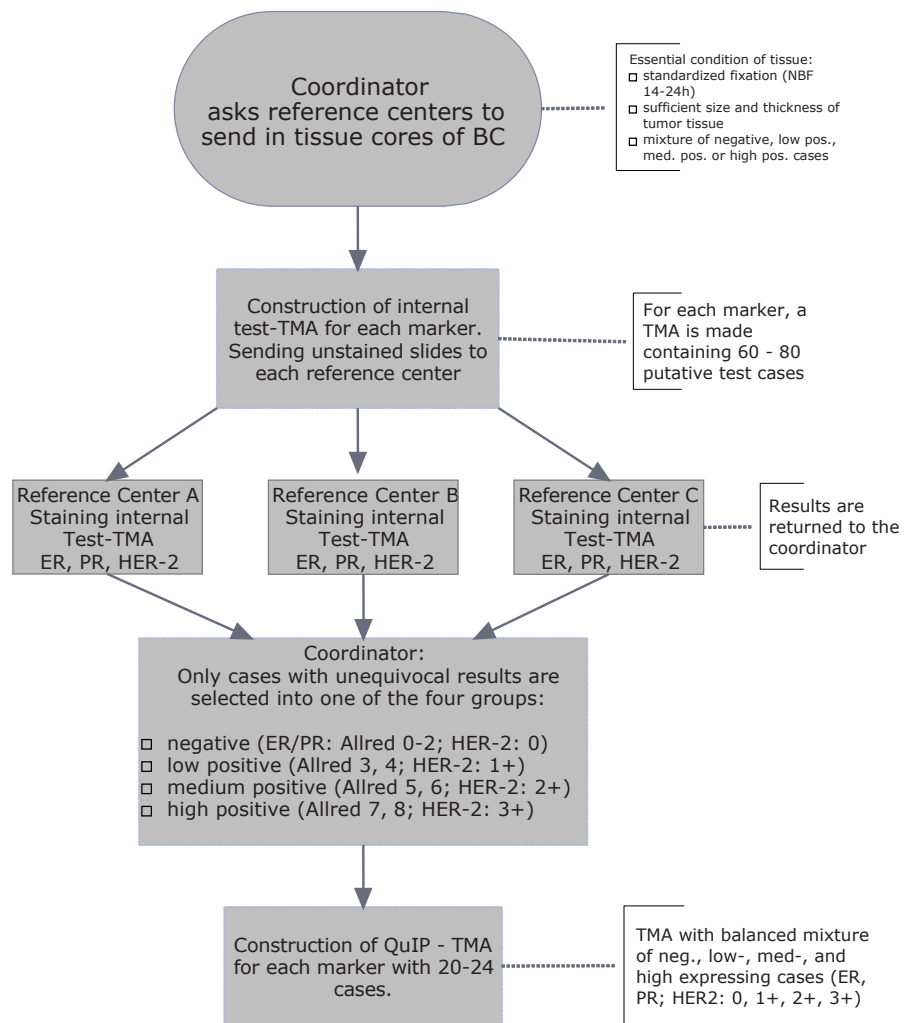 Coordinator
asks reference centers to
send in tissue cores of BC
Essential condition of tissue:
□ standardized fixation (NBF
14-24h)
□ sufficient size and thickness of
tumor tissue
□ mixture of negative, low pos.,
med. pos. or high pos. cases
Construction of internal
test-TMA for each marker.
Sending unstained slides to
each reference center
For each marker, a
TMA is made
containing 60 - 80
putative test cases
Reference Center A
Staining internal
Test-TMA
ER, PR, HER-2
Reference Center B
Staining internal
Test-TMA
ER, PR, HER-2
Reference Center C
Staining internal
Test-TMA
ER, PR, HER-2
Results are
returned to the
coordinator
Coordinator:
Only cases with unequivocal results are
selected into one of the four groups:
□ negative (ER/PR: Allred 0-2; HER-2: 0)
□ low positive (Allred 3, 4; HER-2: 1+)
□ medium positive (Allred 5, 6; HER-2: 2+)
□ high positive (Allred 7, 8; HER-2: 3+)
Construction of QuIP - TMA
for each marker with 20-24
cases.
TMA with balanced mixture
of neg., low-, med-, and
high expressing cases (ER,
PR; HER2: 0, 1+, 2+, 3+)